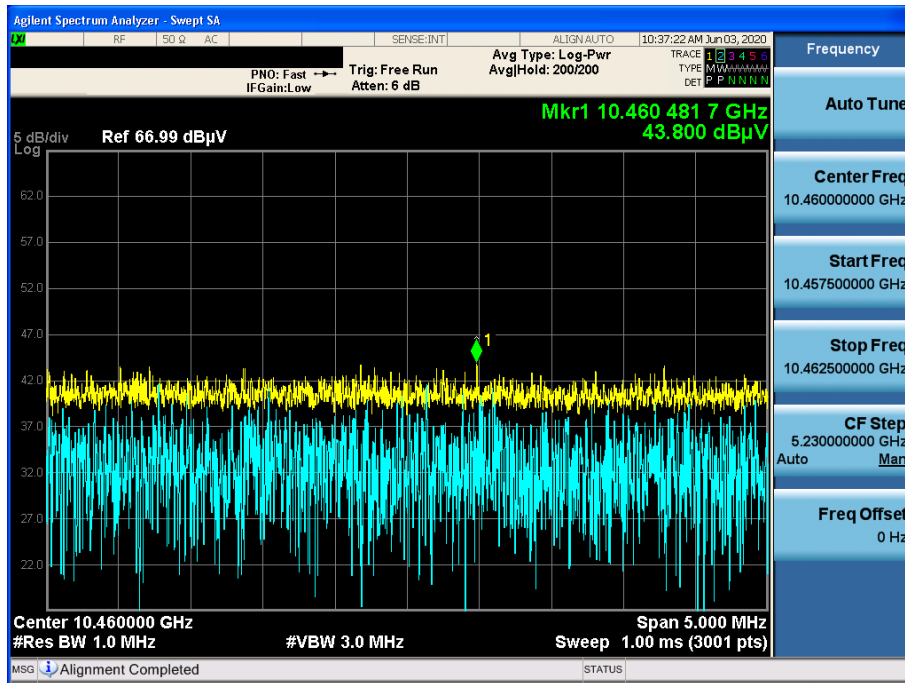 Agilent Spectrum Analyzer - Swept SA
LXI RF 50 Ω AC SENSE:INT ALIGN AUTO 10:37:22 AM Jun 03, 2020
Frequency
PNO: Fast Trig: Free Run Avg Type: Log-Pwr TRACE 1 2 3 4 5 6
IFGain:Low Atten: 6 dB Avg|Hold: 200/200 TYPE M W W W W W
DET P P N N N N
Auto Tune
Mkr1 10.460 481 7 GHz
43.800 dBµV
5 dB/div Ref 66.99 dBµV
Log
62.0
57.0
52.0
47.0
42.0
37.0
32.0
27.0
22.0
1
Center Freq
10.460000000 GHz
Start Freq
10.457500000 GHz
Stop Freq
10.462500000 GHz
CF Step
5.230000000 GHz
Auto Man
Freq Offset
0 Hz
Center 10.460000 GHz Span 5.000 MHz
#Res BW 1.0 MHz #VBW 3.0 MHz Sweep 1.00 ms (3001 pts)
MSG Alignment Completed STATUS